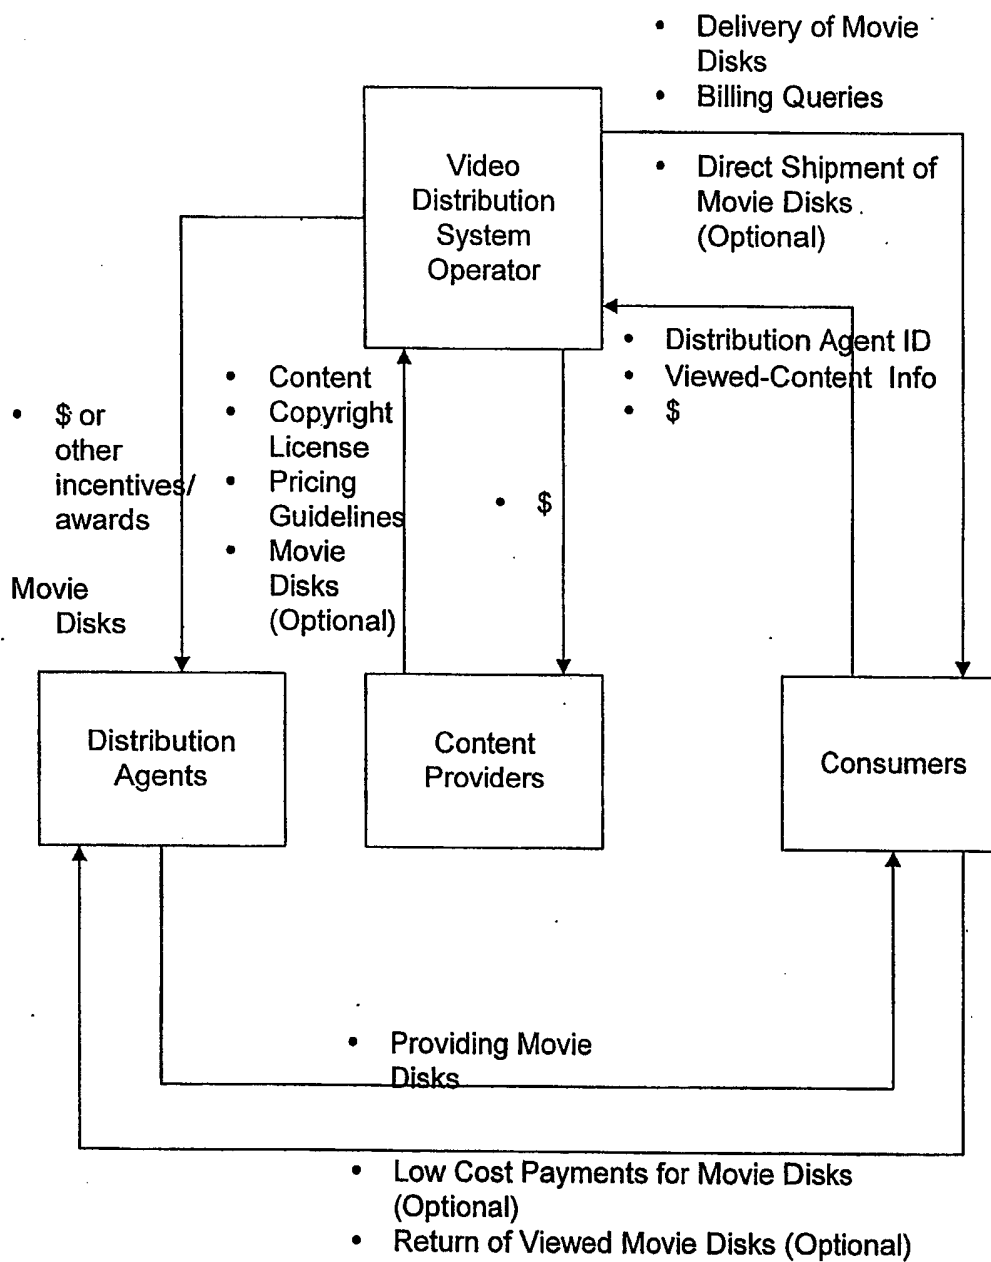 • Delivery of Movie
Disks
• Billing Queries
Video
Distribution
System
Operator
• Direct Shipment of
Movie Disks
(Optional)
• Distribution Agent ID
• Viewed-Content Info
• $
• $ or
other
incentives/
awards
Movie
Disks
• Content
• Copyright
License
• Pricing
Guidelines
• Movie
Disks
(Optional)
• $
Distribution
Agents
Content
Providers
Consumers
• Providing Movie
Disks
• Low Cost Payments for Movie Disks
(Optional)
• Return of Viewed Movie Disks (Optional)